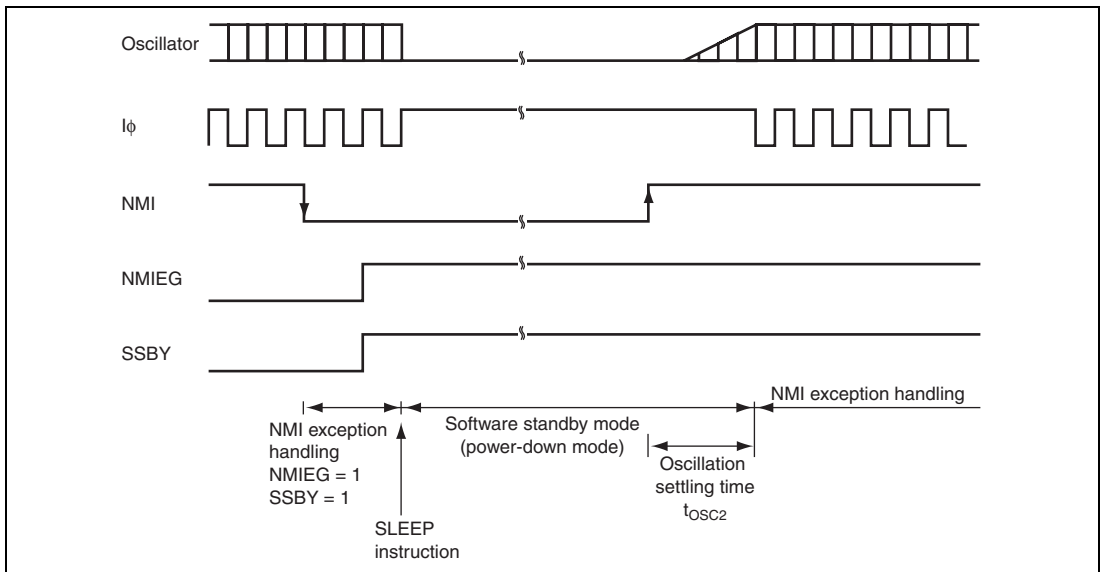 Oscillator
Iϕ
NMI
NMIEG
SSBY
NMI exception
handling
NMIEG = 1
SSBY = 1
Software standby mode
(power-down mode)
NMI exception handling
Oscillation
settling time
tOSC2
SLEEP
instruction